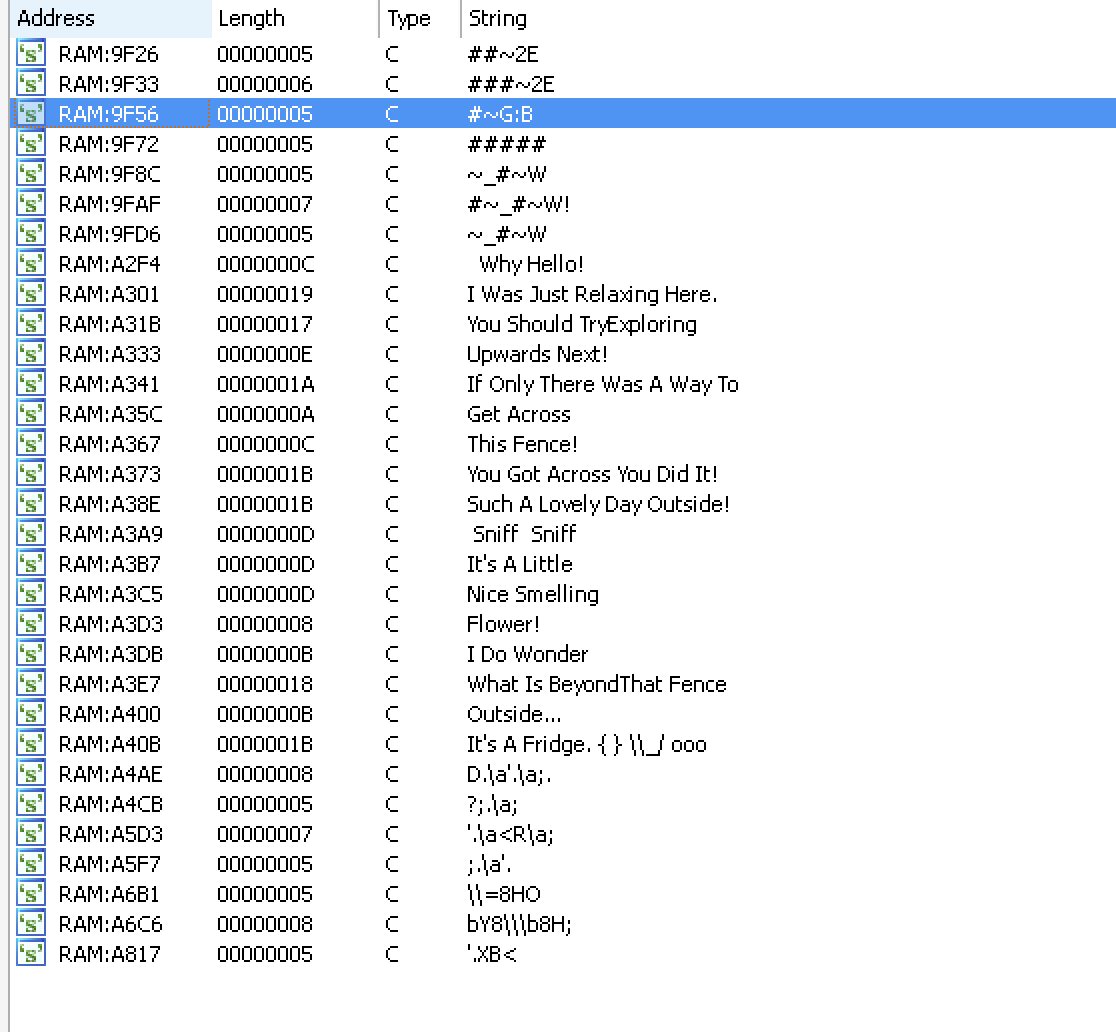 Address Length Type String
's' RAM:9F26 00000005 C ##~2E
's' RAM:9F33 00000006 C ###~2E
's' RAM:9F56 00000005 C #~G:B
's' RAM:9F72 00000005 C #####
's' RAM:9F8C 00000005 C ~_#~W
's' RAM:9FAF 00000007 C #~_#~W!
's' RAM:9FD6 00000005 C ~_#~W
's' RAM:A2F4 0000000C C   Why Hello!
's' RAM:A301 00000019 C I Was Just Relaxing Here.
's' RAM:A31B 00000017 C You Should TryExploring
's' RAM:A333 0000000E C Upwards Next!
's' RAM:A341 0000001A C If Only There Was A Way To
's' RAM:A35C 0000000A C Get Across
's' RAM:A367 0000000C C This Fence!
's' RAM:A373 0000001B C You Got Across You Did It!
's' RAM:A38E 0000001B C Such A Lovely Day Outside!
's' RAM:A3A9 0000000D C  Sniff  Sniff
's' RAM:A3B7 0000000D C It's A Little
's' RAM:A3C5 0000000D C Nice Smelling
's' RAM:A3D3 00000008 C Flower!
's' RAM:A3DB 0000000B C I Do Wonder
's' RAM:A3E7 00000018 C What Is BeyondThat Fence
's' RAM:A400 0000000B C Outside...
's' RAM:A40B 0000001B C It's A Fridge. { } \\_/ ooo
's' RAM:A4AE 00000008 C D.\a'.\a;.
's' RAM:A4CB 00000005 C ?;.\a;
's' RAM:A5D3 00000007 C '.\a<R\a;
's' RAM:A5F7 00000005 C ;.\a'.
's' RAM:A6B1 00000005 C \\=8HO
's' RAM:A6C6 00000008 C bY8\\\b8H;
's' RAM:A817 00000005 C '.XB<